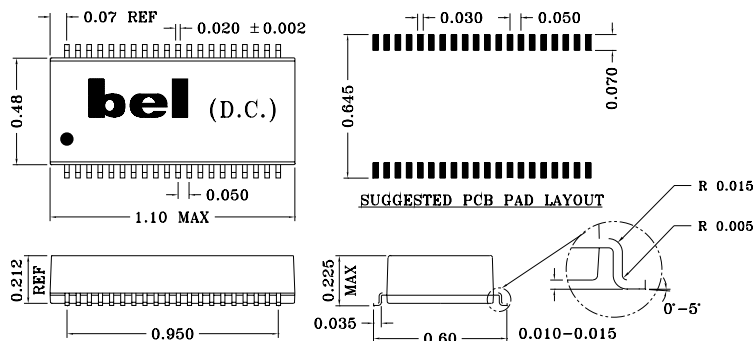 0.07 REF
0.020 ±0.002
0.48
bel (D.C.)
0.050
1.10 MAX
0.030
0.050
0.645
0.070
SUGGESTED PCB PAD LAYOUT
R 0.015
R 0.005
0°-5°
0.212 REF
0.950
0.225 MAX
0.035
0.60
0.010-0.015